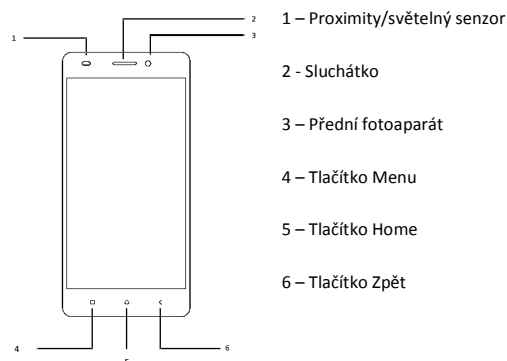 1
2
3
4
5
6
1 – Proximity/světelný senzor
2 - Sluchátko
3 – Přední fotoaparát
4 – Tlačítko Menu
5 – Tlačítko Home
6 – Tlačítko Zpět